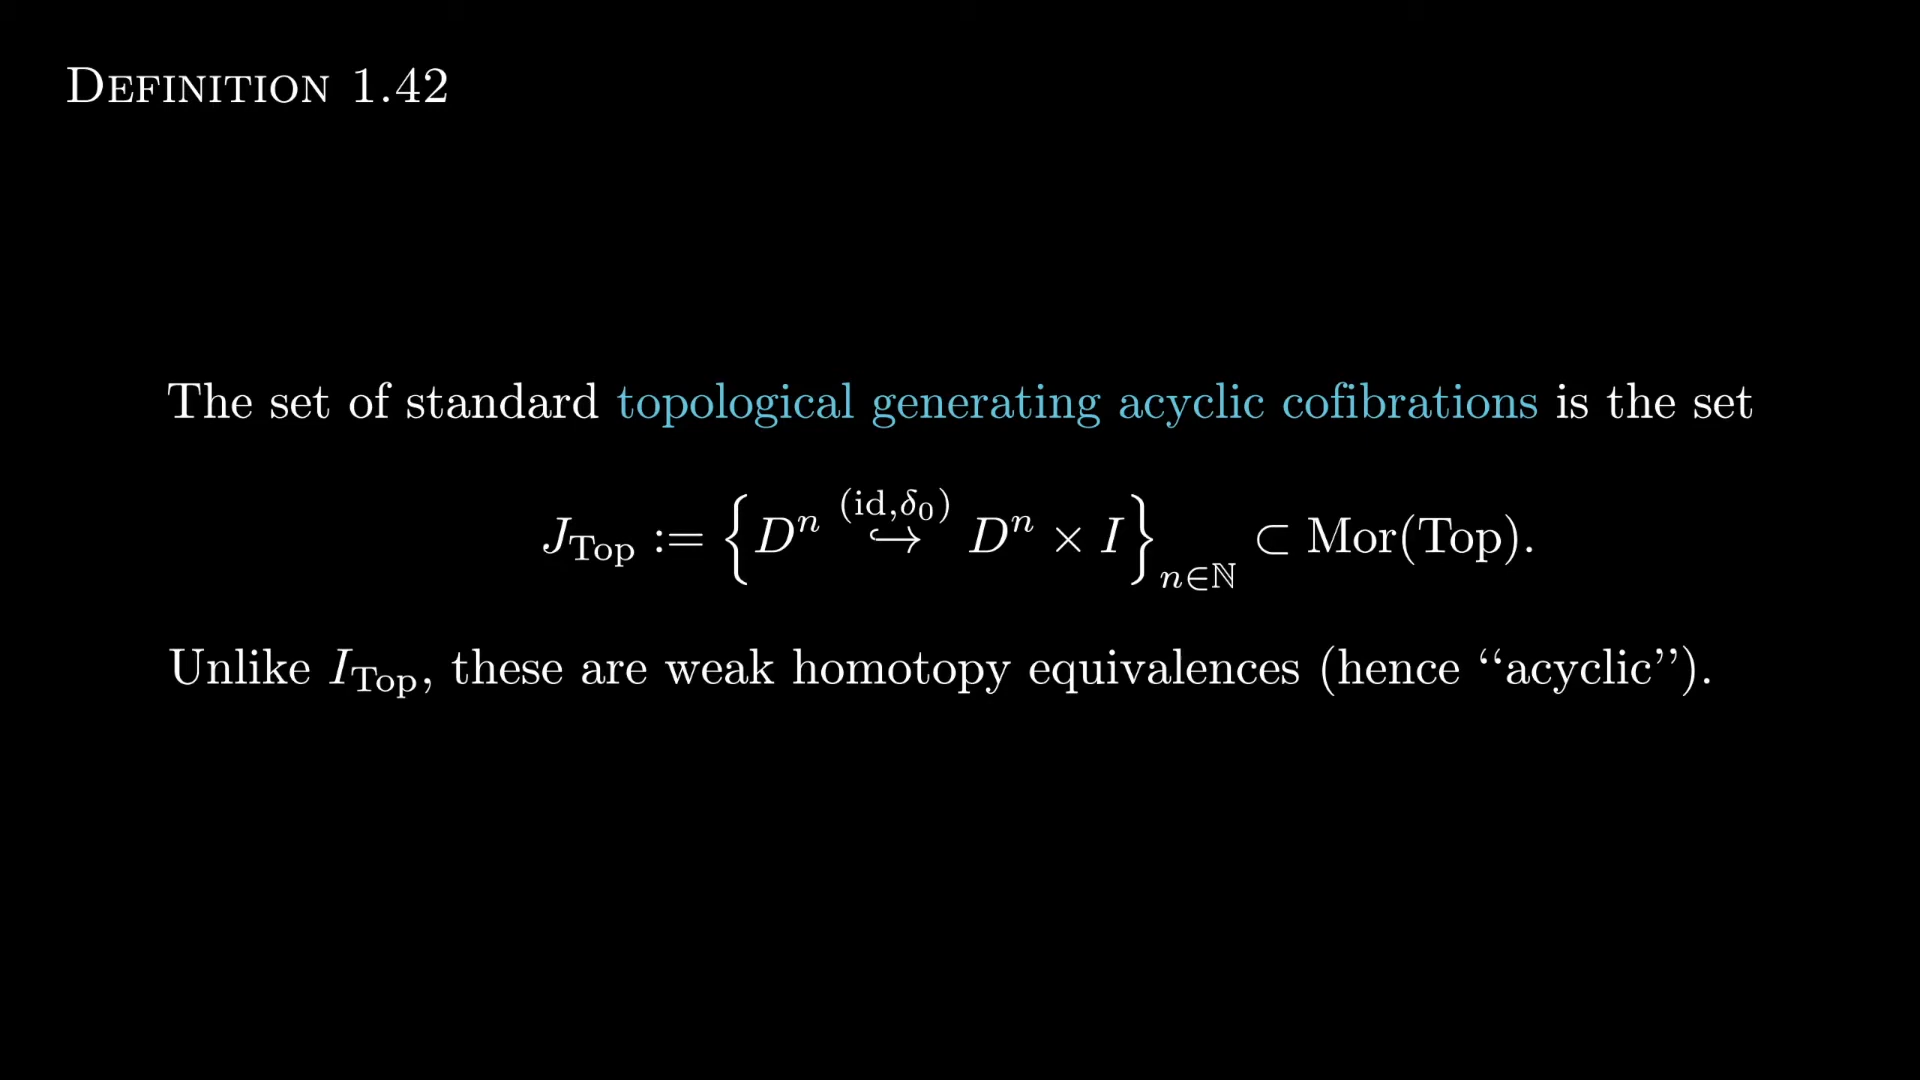 Definition 1.42
The set of standard topological generating acyclic cofibrations is the set
J_Top := {D^n \overset{(id,δ_0)}{↪} D^n × I}_{n∈ℕ} ⊂ Mor(Top).
Unlike I_Top, these are weak homotopy equivalences (hence “acyclic”).